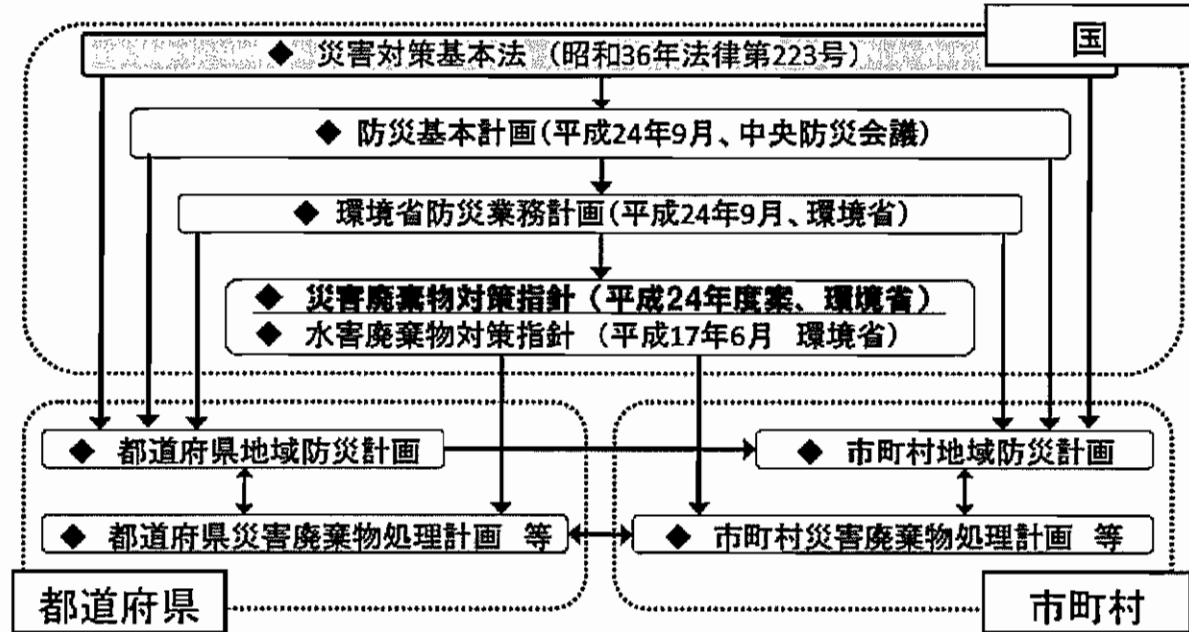 国
◆ 災害対策基本法 （昭和36年法律第223号）
◆ 防災基本計画（平成24年9月、中央防災会議）
◆ 環境省防災業務計画（平成24年9月、環境省）
◆ 災害廃棄物対策指針（平成24年度案、環境省）
◆ 水害廃棄物対策指針 （平成17年6月 環境省）
◆ 都道府県地域防災計画
◆ 市町村地域防災計画
◆ 都道府県災害廃棄物処理計画 等
◆ 市町村災害廃棄物処理計画 等
都道府県
市町村